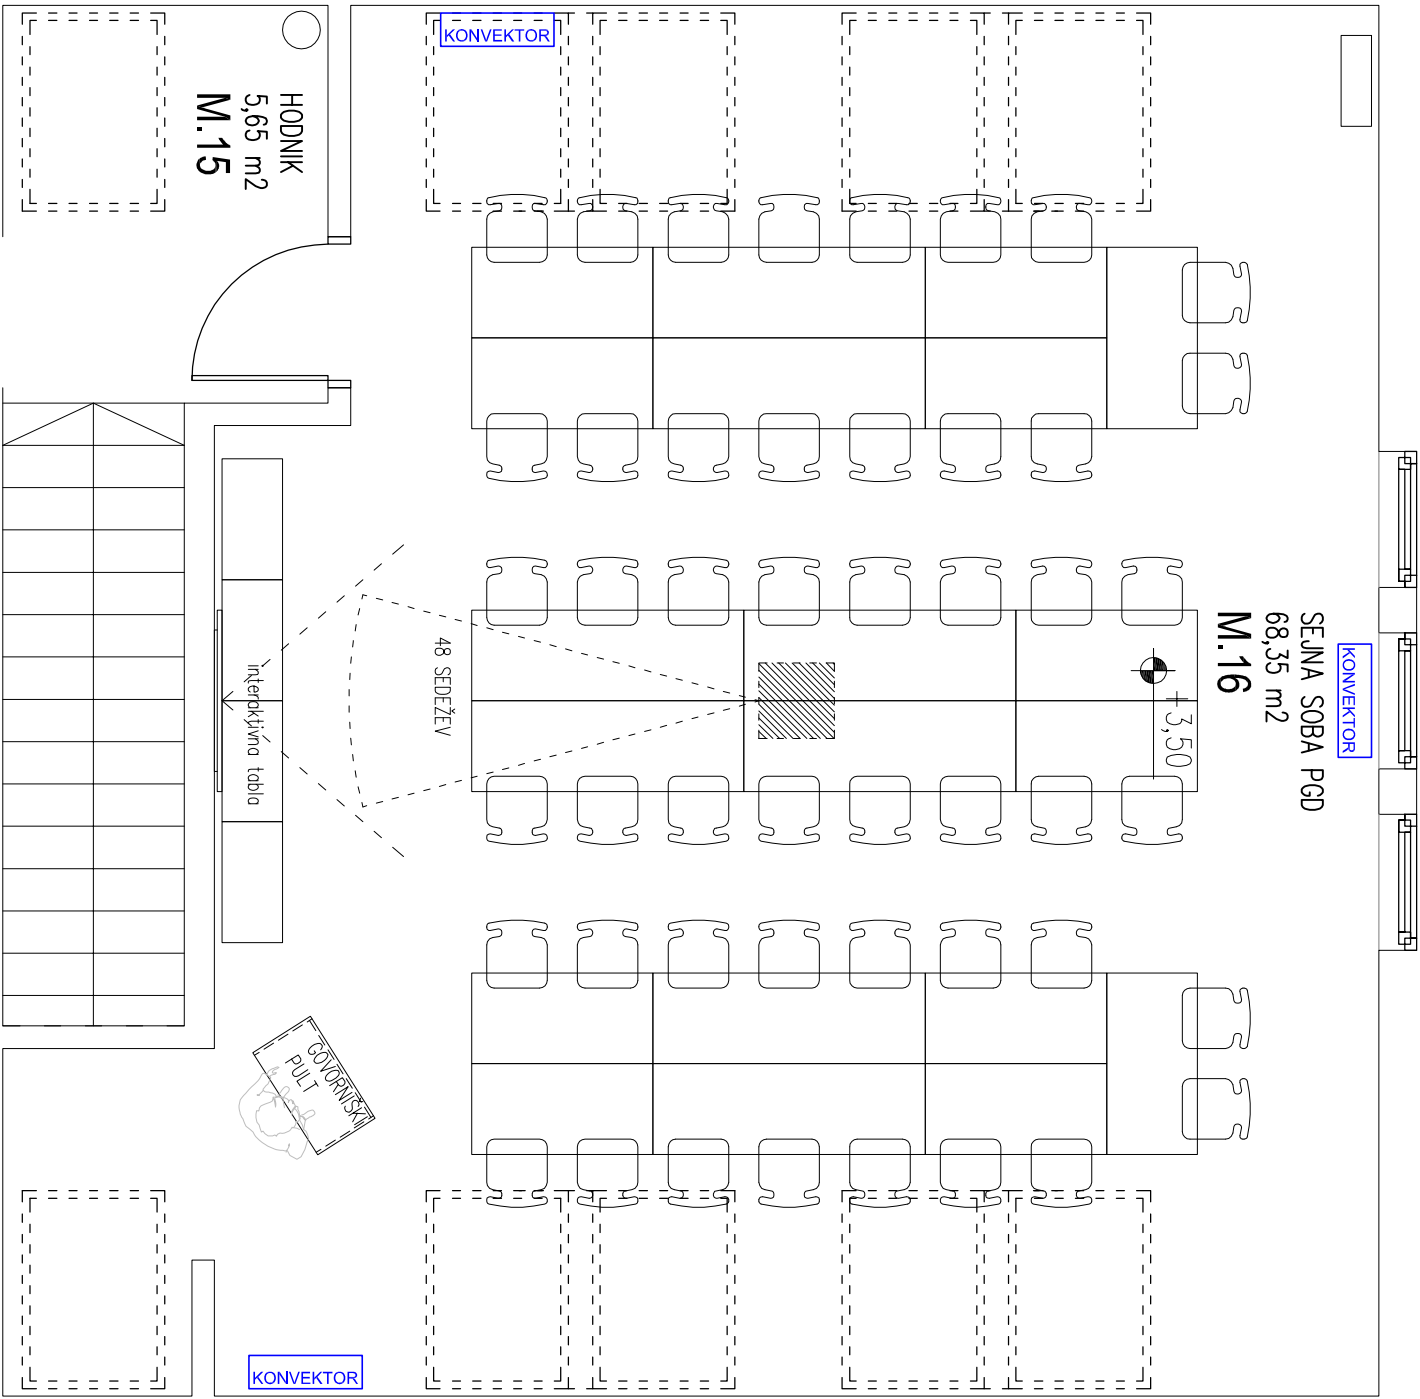 KONVEKTOR
HODNIK
5,65 m2
M.15
SEJNA SOBA PGD
68,35 m2
M.16
KONVEKTOR
+3,50
48 SEDEŽEV
interaktivna tabla
GOVORNIŠKI
PULT
KONVEKTOR